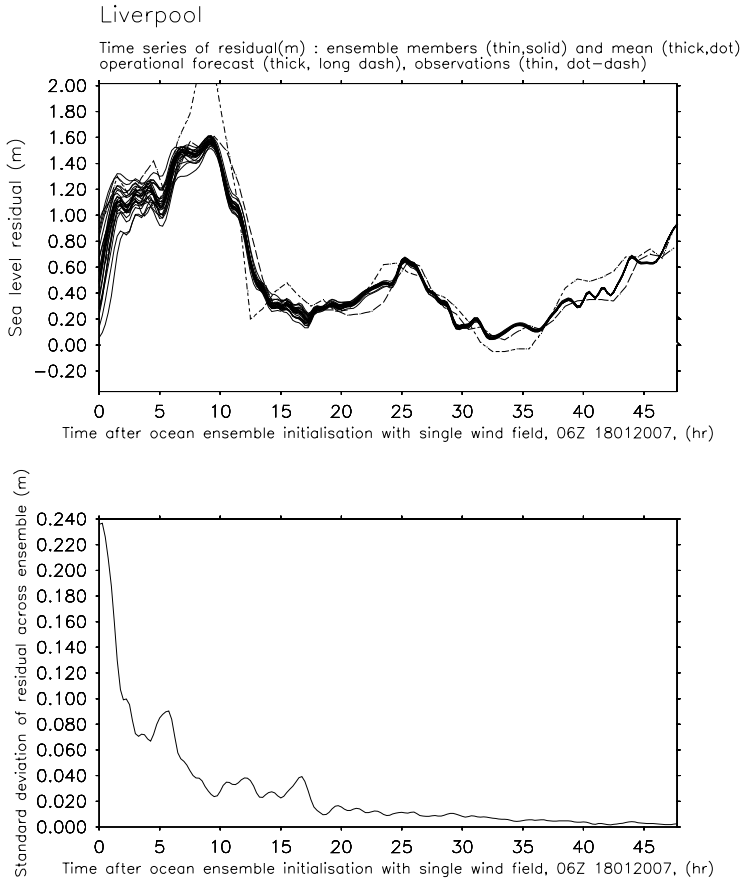 Liverpool
Time series of residual(m) : ensemble members (thin,solid) and mean (thick,dot)
operational forecast (thick, long dash), observations (thin, dot−dash)
Sea level residual (m)
2.00
1.80
1.60
1.40
1.20
1.00
0.80
0.60
0.40
0.20
0.00
−0.20
0 5 10 15 20 25 30 35 40 45
Time after ocean ensemble initialisation with single wind field, 06Z 18012007, (hr)
Standard deviation of residual across ensemble (m)
0.240
0.220
0.200
0.180
0.160
0.140
0.120
0.100
0.080
0.060
0.040
0.020
0.000
0 5 10 15 20 25 30 35 40 45
Time after ocean ensemble initialisation with single wind field, 06Z 18012007, (hr)